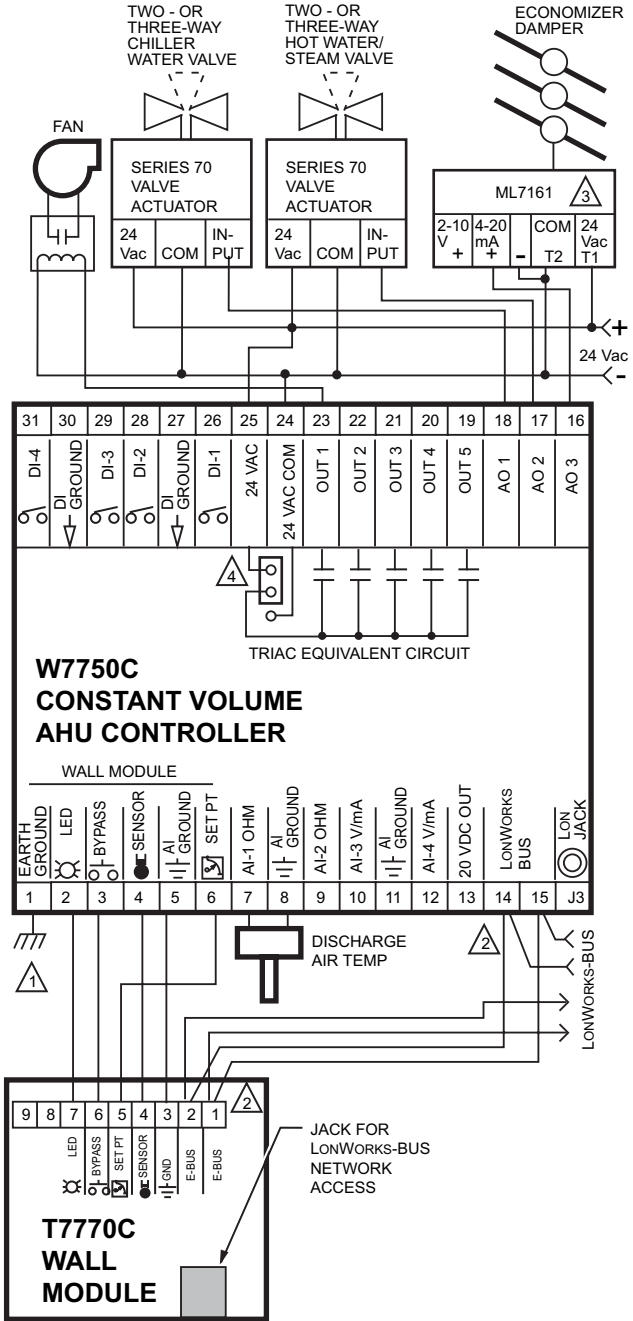 TWO - OR
THREE-WAY
CHILLER
WATER VALVE
TWO - OR
THREE-WAY
HOT WATER/
STEAM VALVE
ECONOMIZER
DAMPER
FAN
SERIES 70
VALVE
ACTUATOR
24
Vac
COM
IN-
PUT
SERIES 70
VALVE
ACTUATOR
24
Vac
COM
IN-
PUT
ML7161
3
2-10
V
+
4-20
mA
+
-
COM
T2
24
Vac
T1
+
24 Vac
-
31 30 29 28 27 26 25 24 23 22 21 20 19 18 17 16
DI-4
DI
GROUND
DI-3
DI-2
DI
GROUND
DI-1
24 VAC
24 VAC COM
OUT 1
OUT 2
OUT 3
OUT 4
OUT 5
AO 1
AO 2
AO 3
4
TRIAC EQUIVALENT CIRCUIT
W7750C
CONSTANT VOLUME
AHU CONTROLLER
WALL MODULE
EARTH
GROUND
LED
BYPASS
SENSOR
AI
GROUND
SET PT
AI-1 OHM
AI
GROUND
AI-2 OHM
AI-3 V/mA
AI
GROUND
AI-4 V/mA
20 VDC OUT
LONWORKS
BUS
LON
JACK
1 2 3 4 5 6 7 8 9 10 11 12 13 14 15 J3
1
DISCHARGE
AIR TEMP
2
LONWORKS-BUS
9 8 7 6 5 4 3 2 1
2
LED
BYPASS
SET PT
SENSOR
GND
E-BUS
E-BUS
JACK FOR
LONWORKS-BUS
NETWORK
ACCESS
T7770C
WALL
MODULE